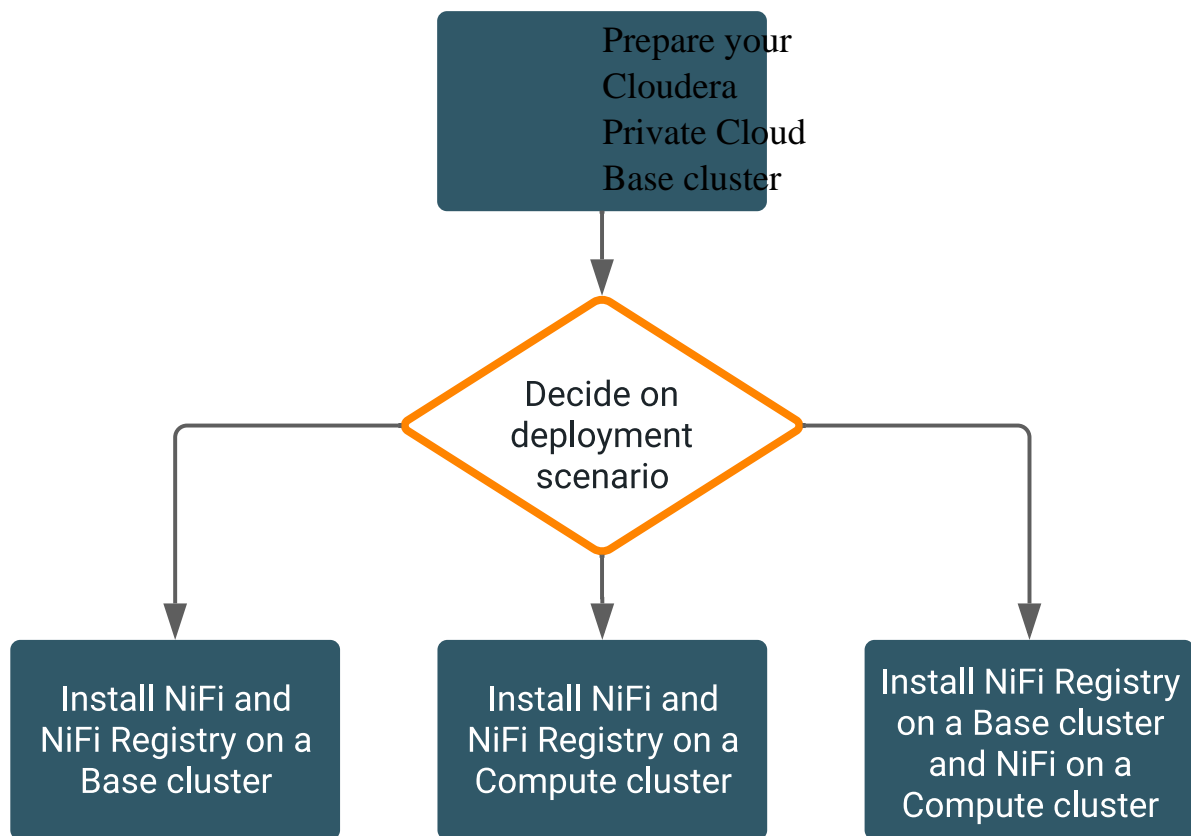 Prepare your
Cloudera
Private Cloud
Base cluster
Decide on
deployment
scenario
Install NiFi and
NiFi Registry on a
Base cluster
Install NiFi and
NiFi Registry on a
Compute cluster
Install NiFi Registry
on a Base cluster
and NiFi on a
Compute cluster